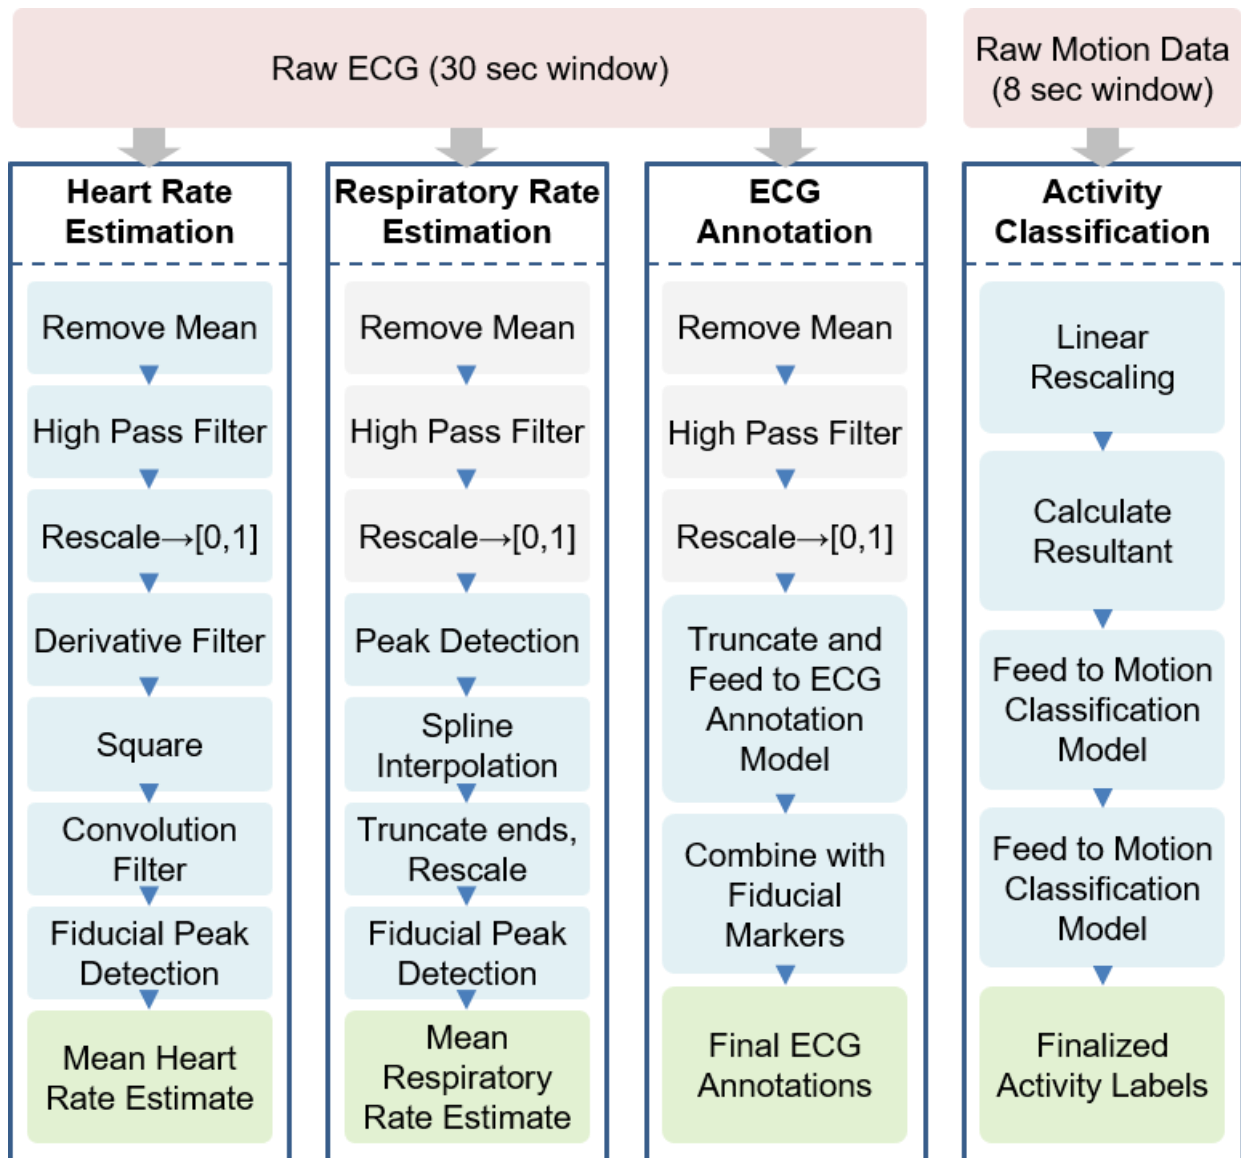 Raw ECG (30 sec window)
Raw Motion Data
(8 sec window)
Heart Rate
Estimation
Remove Mean
High Pass Filter
Rescale→[0,1]
Derivative Filter
Square
Convolution
Filter
Fiducial Peak
Detection
Mean Heart
Rate Estimate
Respiratory Rate
Estimation
Remove Mean
High Pass Filter
Rescale→[0,1]
Peak Detection
Spline
Interpolation
Truncate ends,
Rescale
Fiducial Peak
Detection
Mean
Respiratory
Rate Estimate
ECG
Annotation
Remove Mean
High Pass Filter
Rescale→[0,1]
Truncate and
Feed to ECG
Annotation
Model
Combine with
Fiducial
Markers
Final ECG
Annotations
Activity
Classification
Linear
Rescaling
Calculate
Resultant
Feed to Motion
Classification
Model
Feed to Motion
Classification
Model
Finalized
Activity Labels